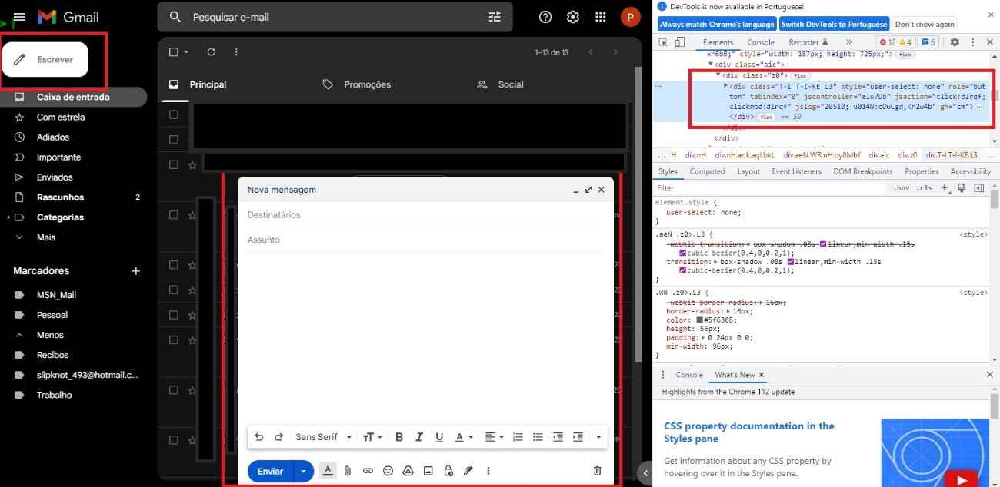 Gmail
Pesquisar e-mail
P
Escrever
Caixa de entrada
Com estrela
Adiados
Importante
Enviados
Rascunhos 2
Categorias
Mais
Marcadores +
MSN_Mail
Pessoal
Menos
Recibos
slipknot_493@hotmail.c...
Trabalho
1–13 de 13
Principal
Promoções
Social
Nova mensagem
Destinatários
Assunto
Sans Serif
Enviar
DevTools is now available in Portuguese!
Always match Chrome's language
Switch DevTools to Portuguese
Don't show again
Elements Console Recorder » 12 4 6
xr6bB;" style="width: 187px; height: 725px;"> flex
▼<div class="aic">
▼<div class="z0"> flex
<div class="T-I T-I-KE L3" style="user-select: none" role="but
ton" tabindex="0" jscontroller="eIu7Db" jsaction="click:dlrqf;
clickmod:dlrqf" jslog="20510; u014N:cOuCgd,Kr2w4b" gh="cm"> …
</div> flex == $0
</div>
</div>
... H div.nH div.nH.aqk.aql.bkL div.aeN.WR.nH.oy8Mbf div.aic div.z0 div.T-I.T-I-KE.L3 ...
Styles Computed Layout Event Listeners DOM Breakpoints Properties Accessibility
Filter :hov .cls +
element.style {
user-select: none;
}
.aeN .z0>.L3 { <style>
-webkit-transition: box-shadow .08s linear,min-width .15s
cubic-bezier(0.4,0,0.2,1);
transition: box-shadow .08s linear,min-width .15s
cubic-bezier(0.4,0,0.2,1);
}
.WR .z0>.L3 { <style>
-webkit-border-radius: 16px;
border-radius: 16px;
color: #5f6368;
height: 56px;
padding: 0 24px 0 0;
min-width: 96px;
}
Console What's New ×
Highlights from the Chrome 112 update
CSS property documentation in the
Styles pane
Get information about any CSS property by
hovering over it in the Styles pane.